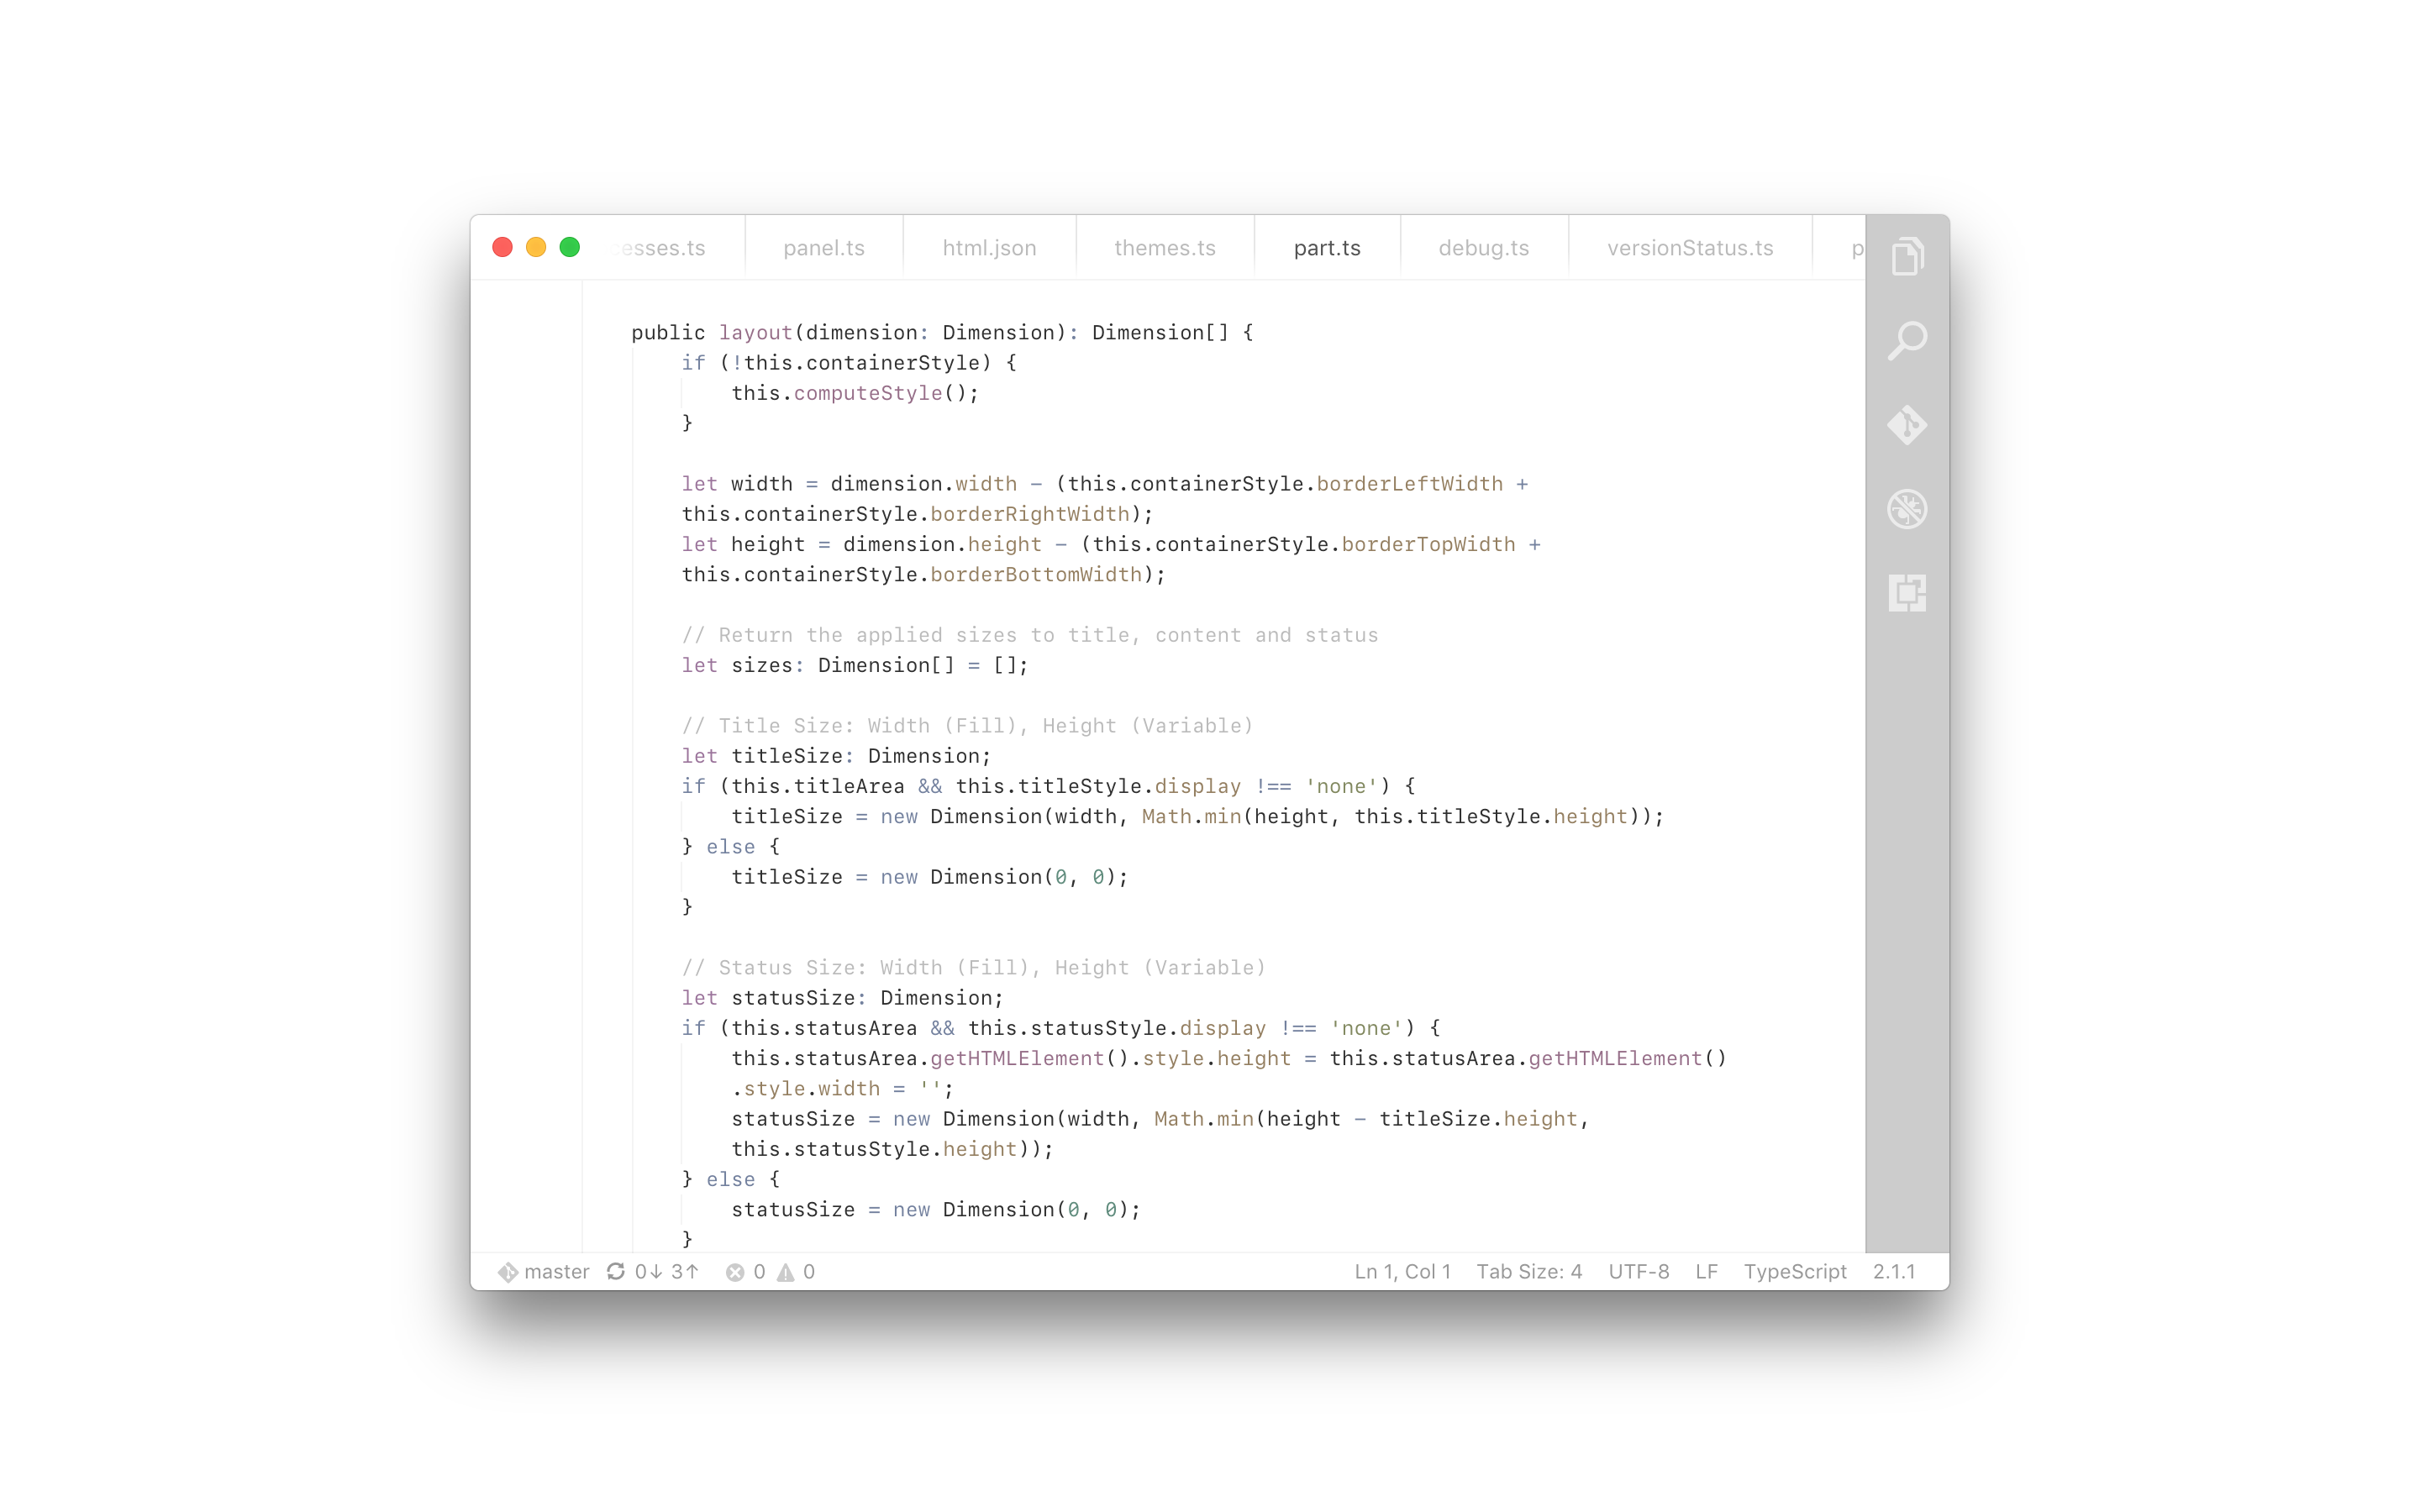 esses.ts panel.ts html.json themes.ts part.ts debug.ts versionStatus.ts p
public layout(dimension: Dimension): Dimension[] {
if (!this.containerStyle) {
this.computeStyle();
}
let width = dimension.width - (this.containerStyle.borderLeftWidth +
this.containerStyle.borderRightWidth);
let height = dimension.height - (this.containerStyle.borderTopWidth +
this.containerStyle.borderBottomWidth);
// Return the applied sizes to title, content and status
let sizes: Dimension[] = [];
// Title Size: Width (Fill), Height (Variable)
let titleSize: Dimension;
if (this.titleArea && this.titleStyle.display !== 'none') {
titleSize = new Dimension(width, Math.min(height, this.titleStyle.height));
} else {
titleSize = new Dimension(0, 0);
}
// Status Size: Width (Fill), Height (Variable)
let statusSize: Dimension;
if (this.statusArea && this.statusStyle.display !== 'none') {
this.statusArea.getHTMLElement().style.height = this.statusArea.getHTMLElement()
.style.width = '';
statusSize = new Dimension(width, Math.min(height - titleSize.height,
this.statusStyle.height));
} else {
statusSize = new Dimension(0, 0);
}
master 0↓ 3↑ 0 0 Ln 1, Col 1 Tab Size: 4 UTF-8 LF TypeScript 2.1.1